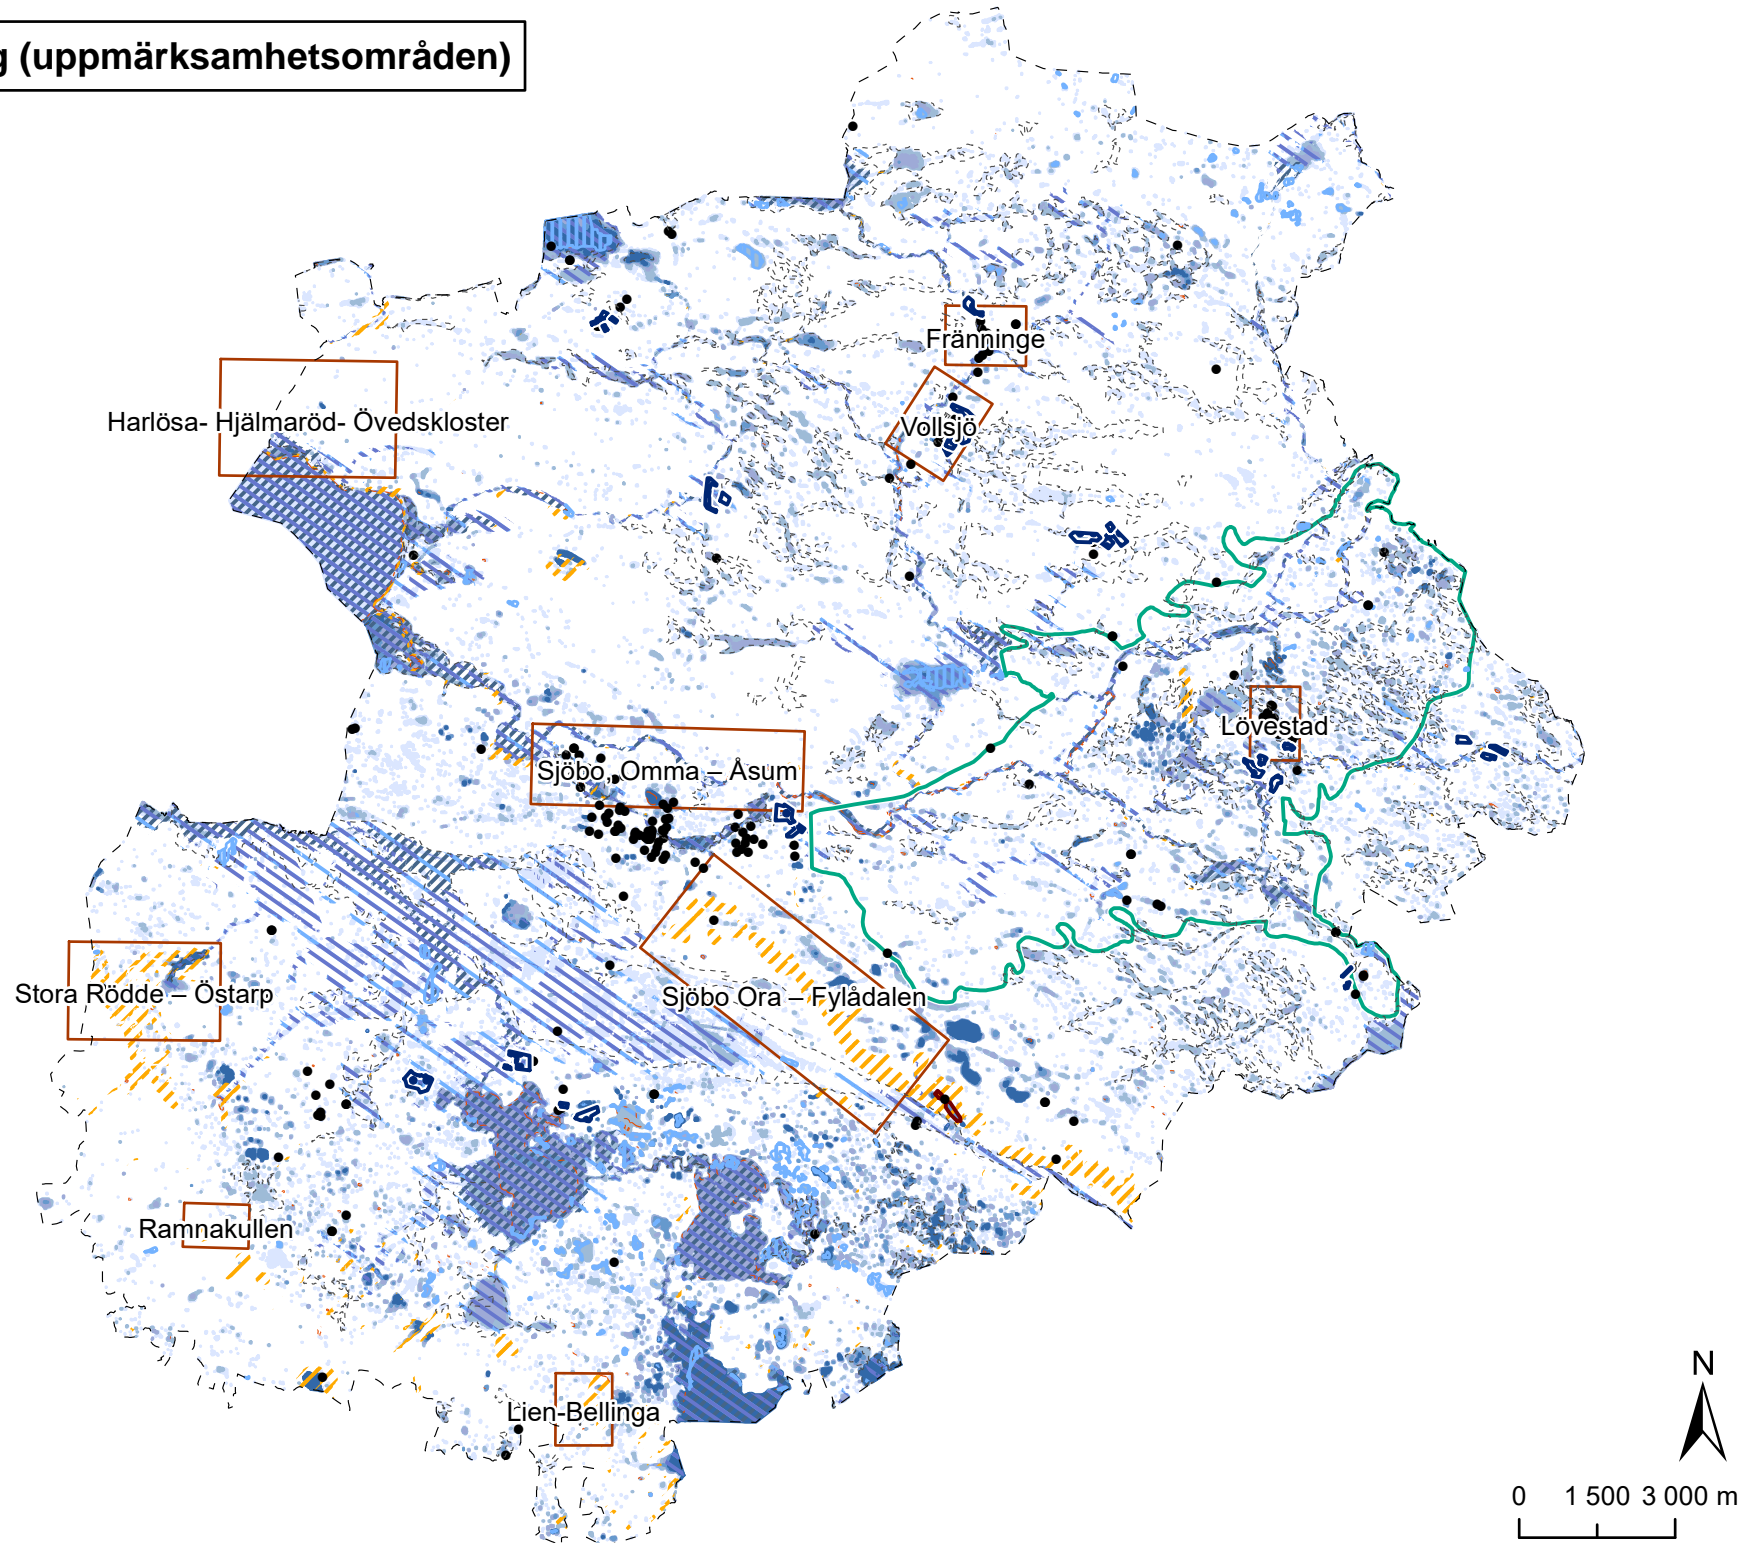 g (uppmärksamhetsområden)
Fränninge
Harlösa- Hjälmaröd- Övedskloster
Vollsjö
Lövestad
Sjöbo, Omma – Åsum
Stora Rödde – Östarp
Sjöbo Ora – Fylådalen
Ramnakullen
Lien-Bellinga
N
0 1 500 3 000 m